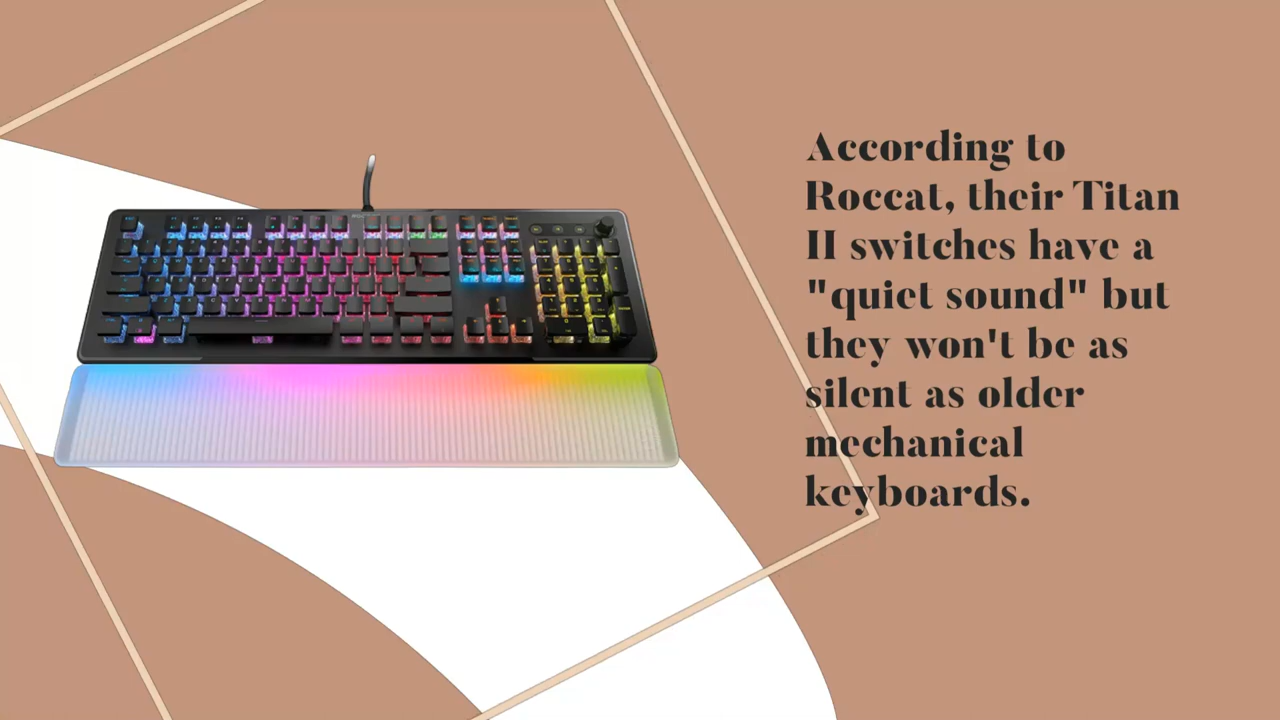 According to
Roccat, their Titan
II switches have a
"quiet sound" but
they won't be as
silent as older
mechanical
keyboards.